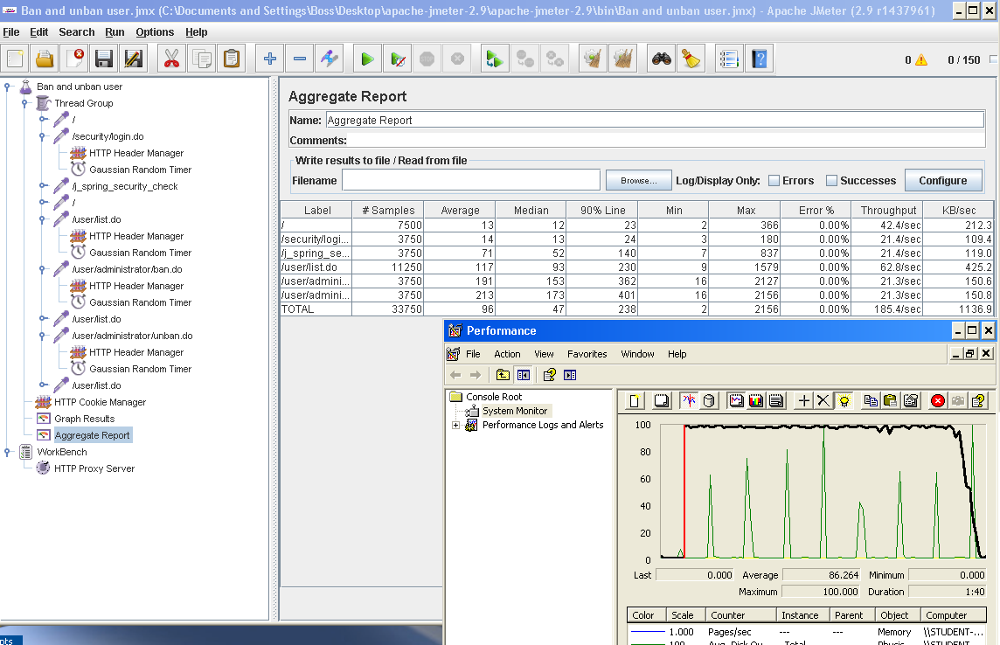 Ban and unban user.jmx (C:\Documents and Settings\Boss\Desktop\apache-jmeter-2.9\apache-jmeter-2.9\bin\Ban and unban user.jmx) - Apache JMeter (2.9 r1437961)
File Edit Search Run Options Help
0 0 / 150
Ban and unban user
Thread Group
/
/security/login.do
HTTP Header Manager
Gaussian Random Timer
/j_spring_security_check
/
/user/list.do
HTTP Header Manager
Gaussian Random Timer
/user/administrator/ban.do
HTTP Header Manager
Gaussian Random Timer
/user/list.do
/user/administrator/unban.do
HTTP Header Manager
Gaussian Random Timer
/user/list.do
HTTP Cookie Manager
Graph Results
Aggregate Report
WorkBench
HTTP Proxy Server
Aggregate Report
Name: Aggregate Report
Comments:
Write results to file / Read from file
Filename Browse... Log/Display Only: Errors Successes Configure
Label # Samples Average Median 90% Line Min Max Error % Throughput KB/sec
/ 7500 13 12 23 2 366 0.00% 42.4/sec 212.3
/security/logi... 3750 14 13 24 3 180 0.00% 21.4/sec 109.4
/j_spring_se... 3750 71 52 140 7 837 0.00% 21.4/sec 119.0
/user/list.do 11250 117 93 230 9 1579 0.00% 62.8/sec 425.2
/user/admini... 3750 191 153 362 16 2127 0.00% 21.3/sec 150.6
/user/admini... 3750 213 173 401 16 2156 0.00% 21.3/sec 150.8
TOTAL 33750 96 47 238 2 2156 0.00% 185.4/sec 1136.9
Performance
File Action View Favorites Window Help
Console Root
System Monitor
Performance Logs and Alerts
100
80
60
40
20
0
Last 0.000 Average 86.264 Minimum 0.000
Maximum 100.000 Duration 1:40
Color Scale Counter Instance Parent Object Computer
1.000 Pages/sec --- --- Memory \\STUDENT-...
pts